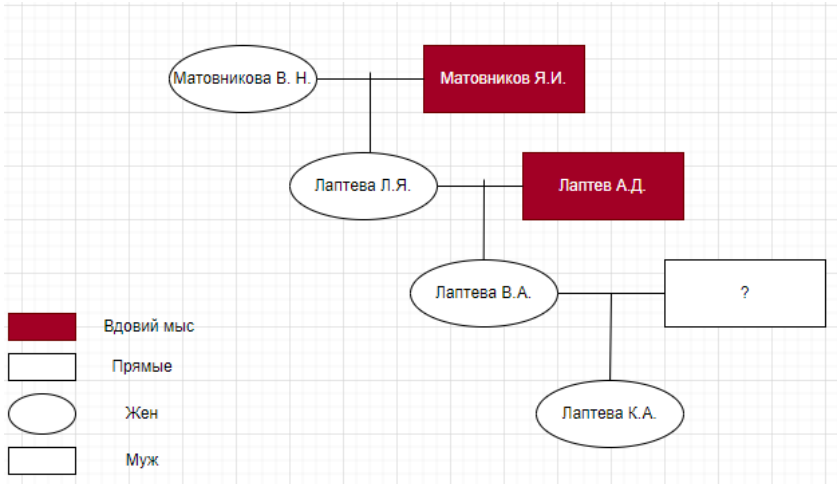 Матовникова В. Н.
Матовников Я.И.
Лаптева Л.Я.
Лаптев А.Д.
Лаптева В.А.
?
Лаптева К.А.
Вдовий мыс
Прямые
Жен
Муж